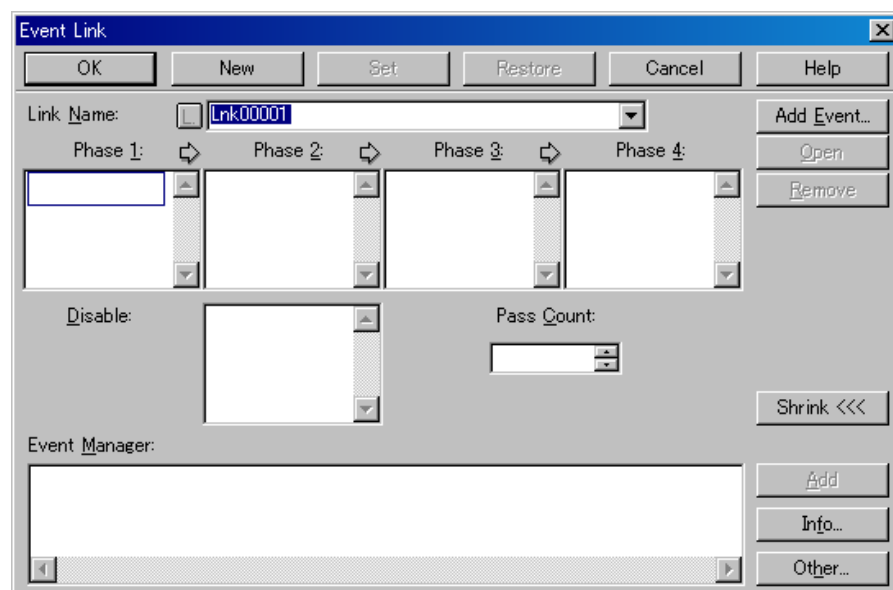 Event Link
OK New Set Restore Cancel Help
Link Name: L.. Lnk00001 Add Event...
Phase 1: Phase 2: Phase 3: Phase 4: Open
Remove
Disable: Pass Count:
Shrink <<<
Event Manager:
Add
Info...
Other...